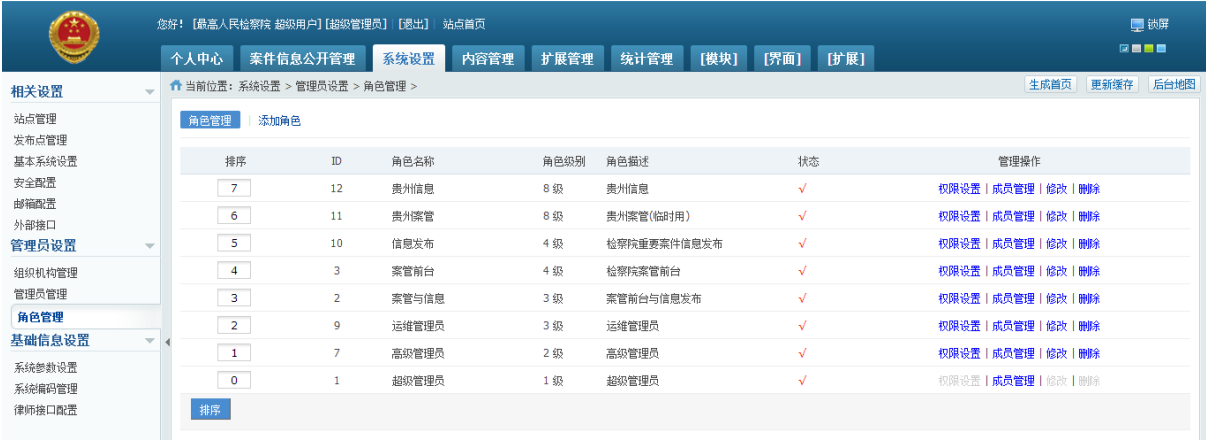 您好！[最高人民检察院 超级用户] [超级管理员] | [退出] | 站点首页
锁屏
个人中心 案件信息公开管理 系统设置 内容管理 扩展管理 统计管理 [模块] [界面] [扩展]
相关设置
当前位置：系统设置 > 管理员设置 > 角色管理 >
生成首页 更新缓存 后台地图
站点管理
发布点管理
基本系统设置
安全配置
邮箱配置
外部接口
管理员设置
组织机构管理
管理员管理
角色管理
基础信息设置
系统参数设置
系统编码管理
律师接口配置
角色管理 | 添加角色
排序 ID 角色名称 角色级别 角色描述 状态 管理操作
7 12 贵州信息 8 级 贵州信息 √ 权限设置 | 成员管理 | 修改 | 删除
6 11 贵州案管 8 级 贵州案管(临时用) √ 权限设置 | 成员管理 | 修改 | 删除
5 10 信息发布 4 级 检察院重要案件信息发布 √ 权限设置 | 成员管理 | 修改 | 删除
4 3 案管前台 4 级 检察院案管前台 √ 权限设置 | 成员管理 | 修改 | 删除
3 2 案管与信息 3 级 案管前台与信息发布 √ 权限设置 | 成员管理 | 修改 | 删除
2 9 运维管理员 3 级 运维管理员 √ 权限设置 | 成员管理 | 修改 | 删除
1 7 高级管理员 2 级 高级管理员 √ 权限设置 | 成员管理 | 修改 | 删除
0 1 超级管理员 1 级 超级管理员 √ 权限设置 | 成员管理 | 修改 | 删除
排序